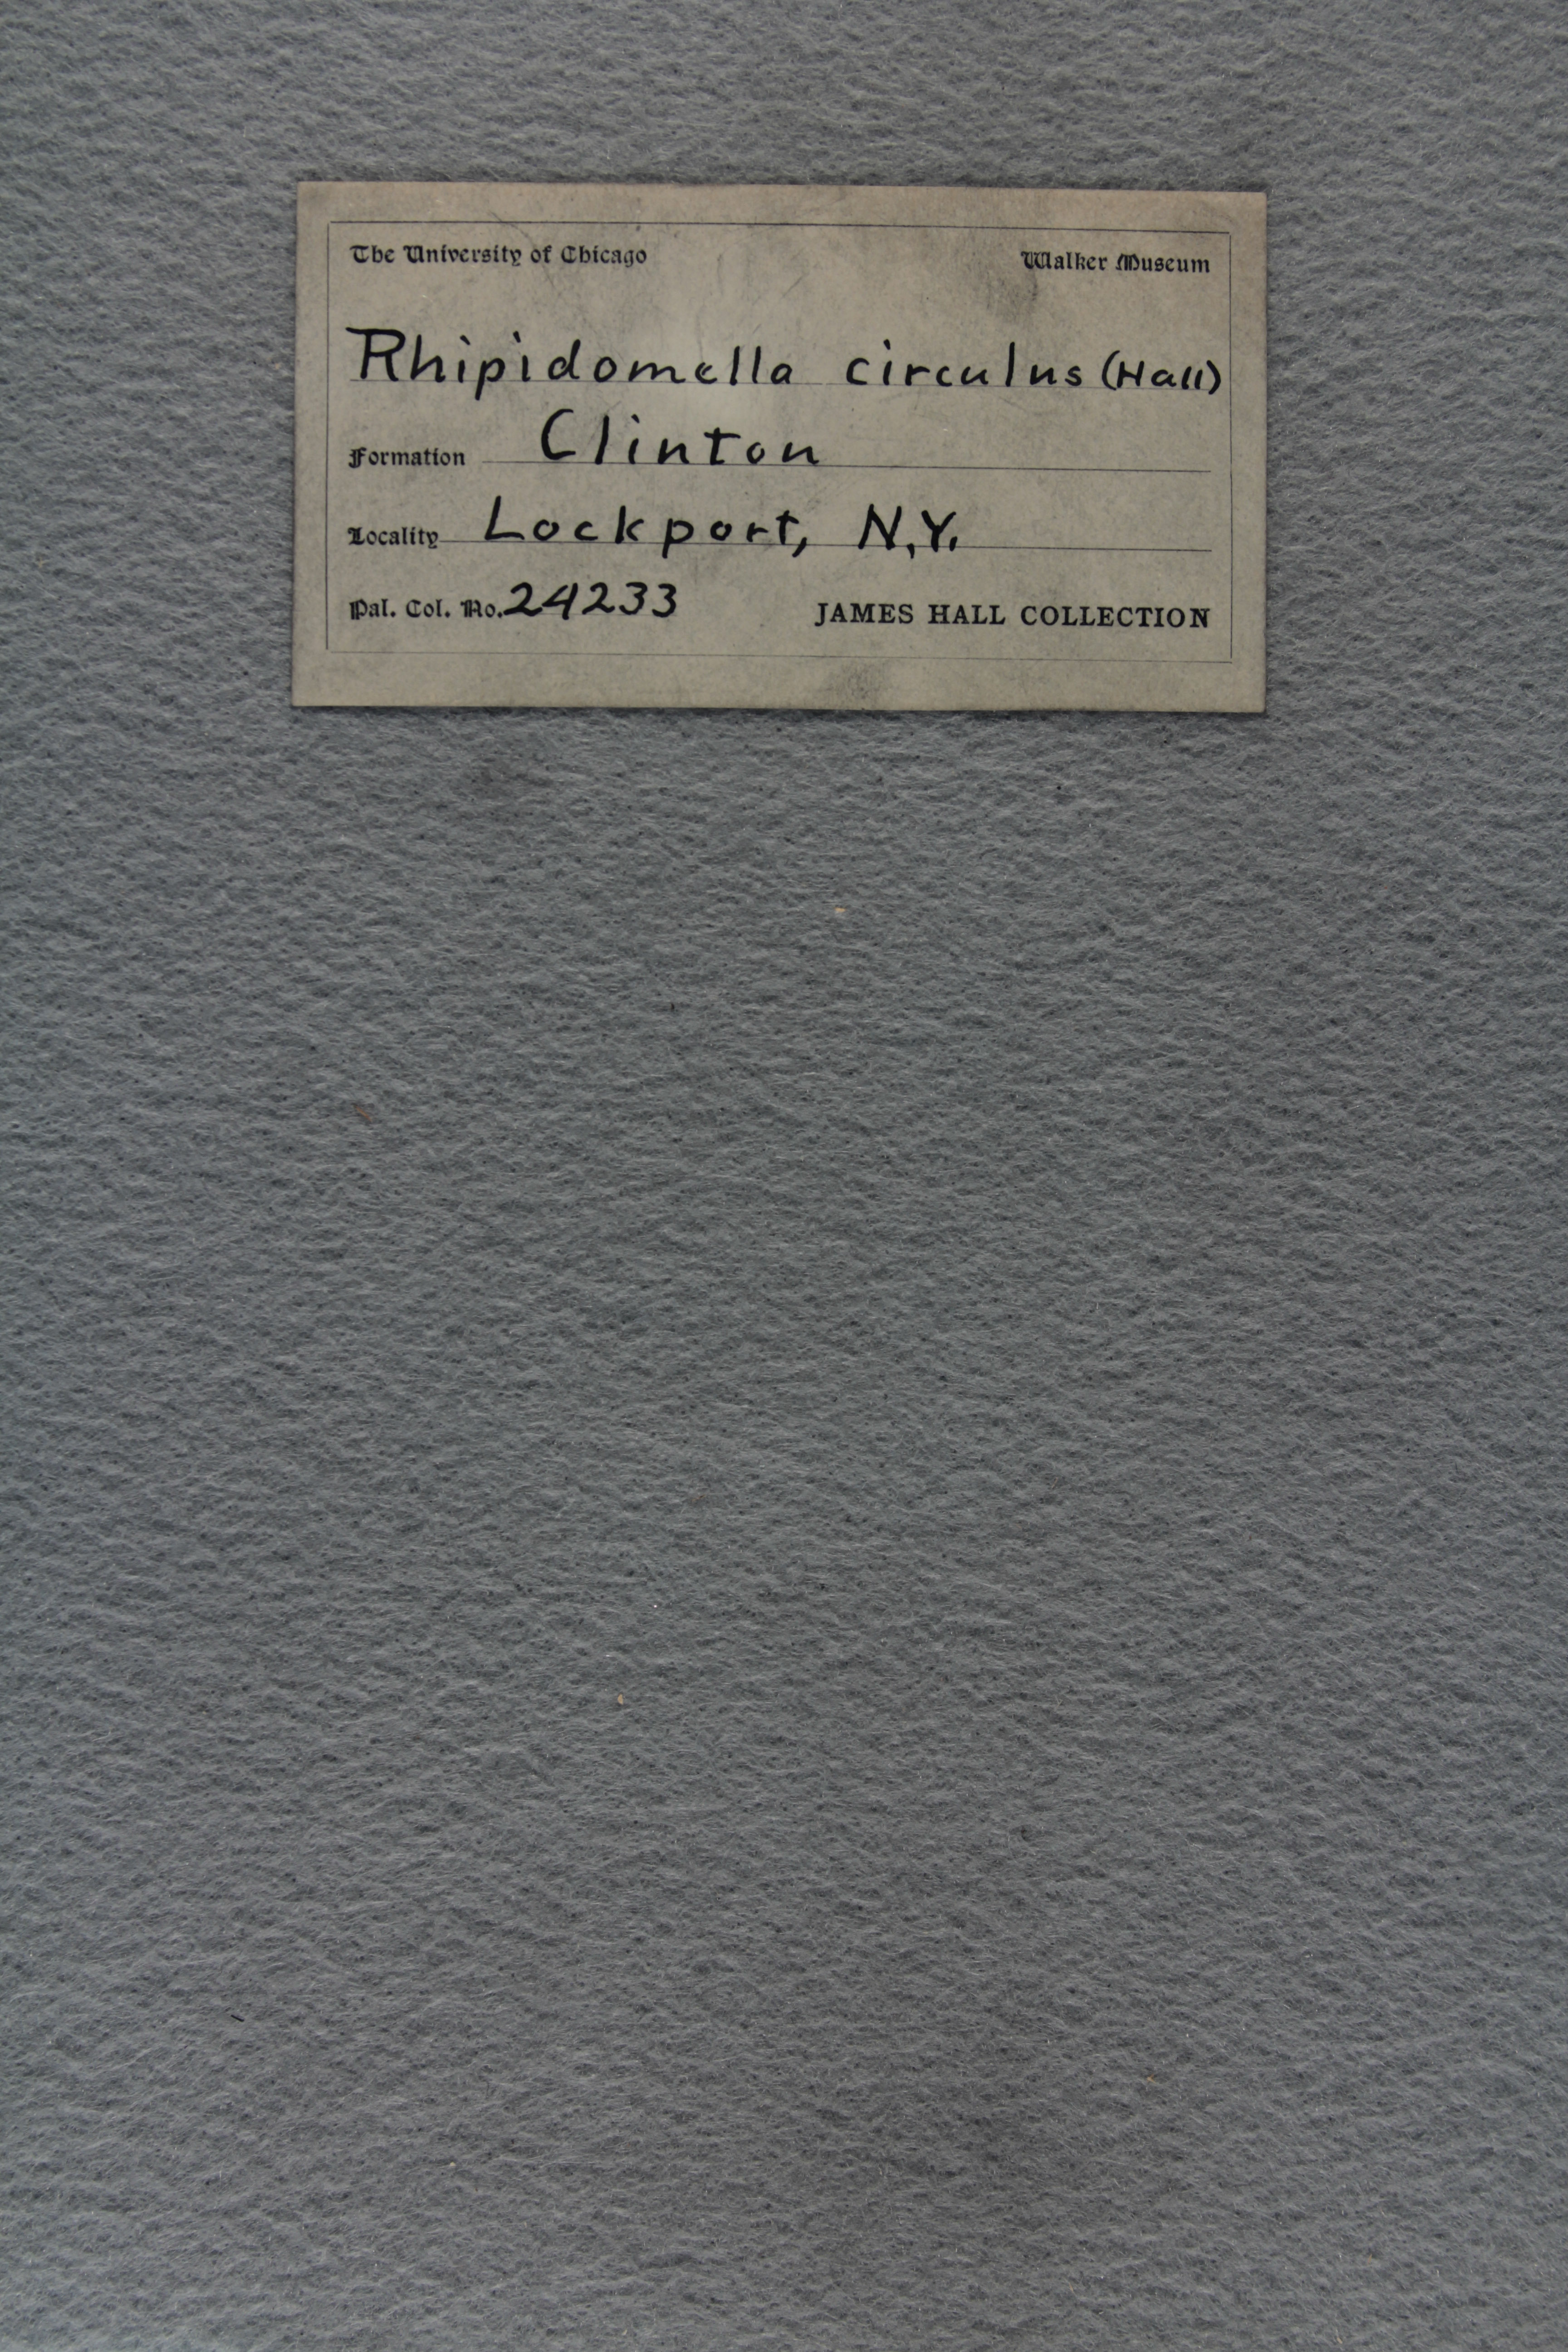 The University of Chicago Walker Museum
Rhipidomella circulus (Hall)
Formation Clinton
Locality Lockport, N.Y.
Pal. Col. No. 24233 JAMES HALL COLLECTION